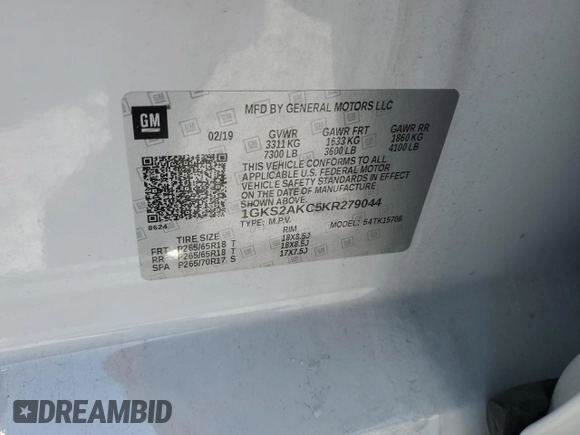 GM
MFD BY GENERAL MOTORS LLC
02/19 GVWR GAWR FRT GAWR RR
3311 KG 1633 KG 1860 KG
7300 LB 3600 LB 4100 LB
THIS VEHICLE CONFORMS TO ALL
APPLICABLE U.S. FEDERAL MOTOR
VEHICLE SAFETY STANDARDS IN
EFFECT ON THE DATE OF MANUFACTURE
SHOWN ABOVE.
1GKS2AKC5KR279044
8624 TYPE: M.P.V. MODEL: S4TK15706
TIRE SIZE RIM
FRT P265/65R18 T 18X8.5J
RR P265/65R18 T 18X8.5J
SPA P265/70R17 S 17X7.5J
DREAMBID